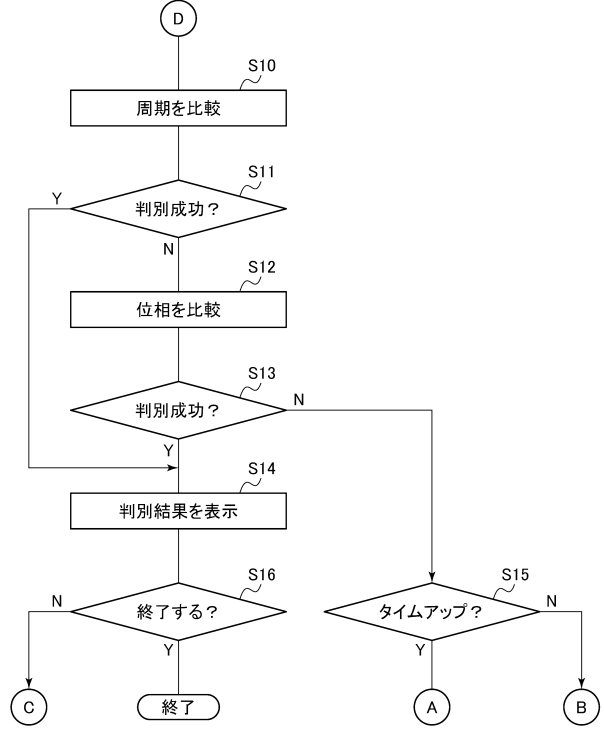 D
S10
周期を比較
S11
Y
判別成功？
N
S12
位相を比較
S13
判別成功？
N
Y
S14
判別結果を表示
S16
N
終了する？
Y
S15
タイムアップ？
N
Y
C
終了
A
B